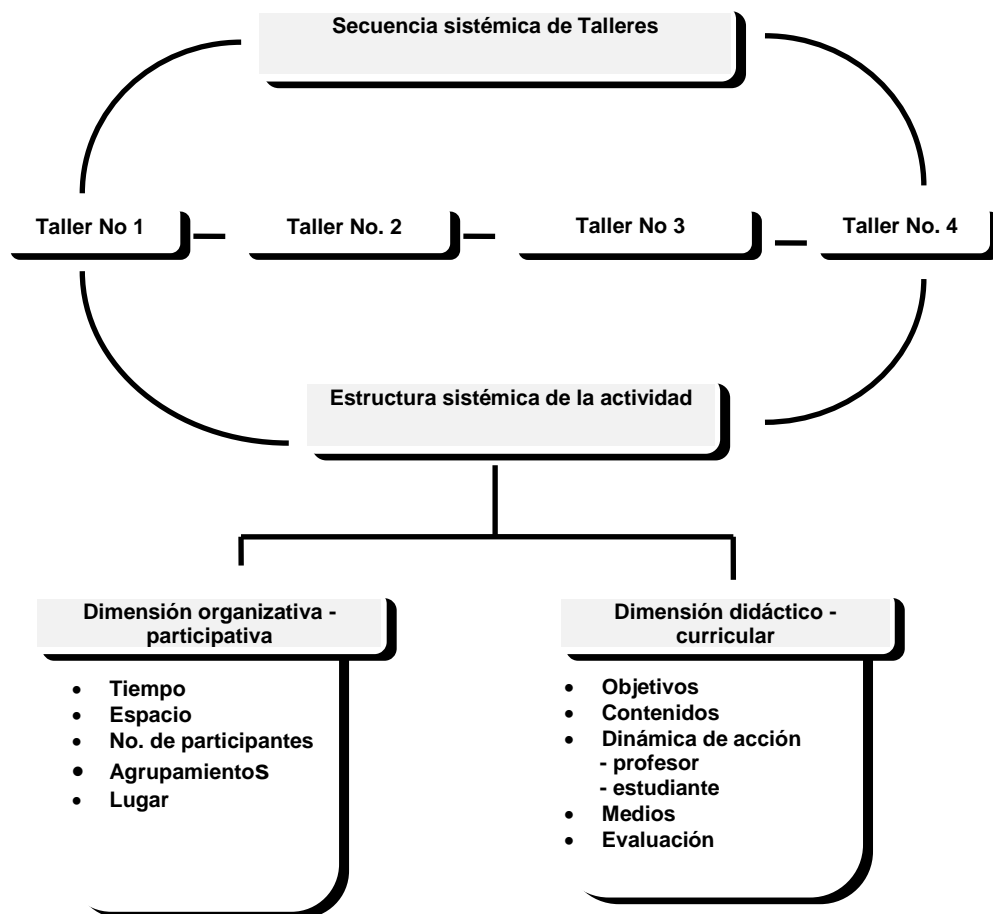 Secuencia sistémica de Talleres
Taller No 1
Taller No. 2
Taller No 3
Taller No. 4
Estructura sistémica de la actividad
Dimensión organizativa -
participativa
• Tiempo
• Espacio
• No. de participantes
• Agrupamientos
• Lugar
Dimensión didáctico -
curricular
• Objetivos
• Contenidos
• Dinámica de acción
- profesor
- estudiante
• Medios
• Evaluación